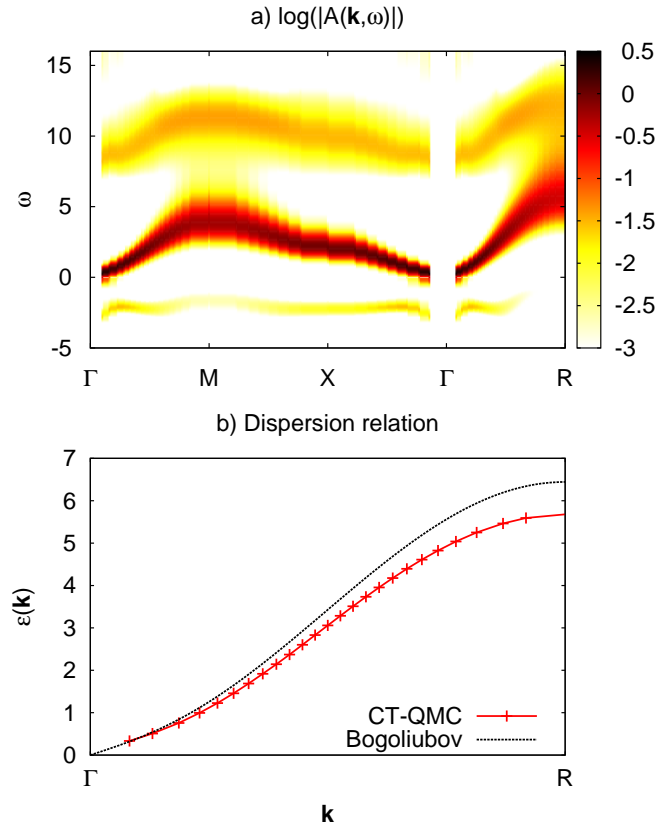 a) log(|A(k,ω)|)
15
10
5
0
-5
ω
Γ M X Γ R
0.5
0
-0.5
-1
-1.5
-2
-2.5
-3
b) Dispersion relation
7
6
5
4
3
2
1
0
ε(k)
CT-QMC
Bogoliubov
Γ R
k